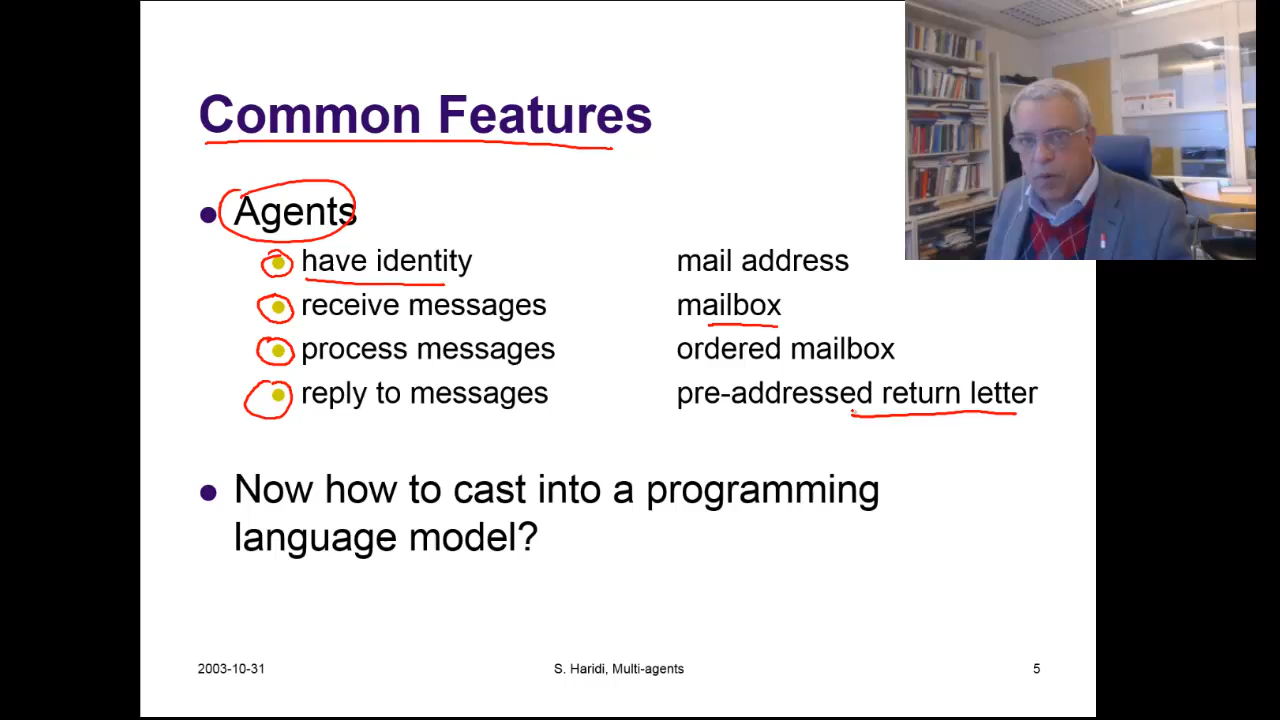 Common Features
Agents
have identity mail address
receive messages mailbox
process messages ordered mailbox
reply to messages pre-addressed return letter
Now how to cast into a programming
language model?
2003-10-31 S. Haridi, Multi-agents 5